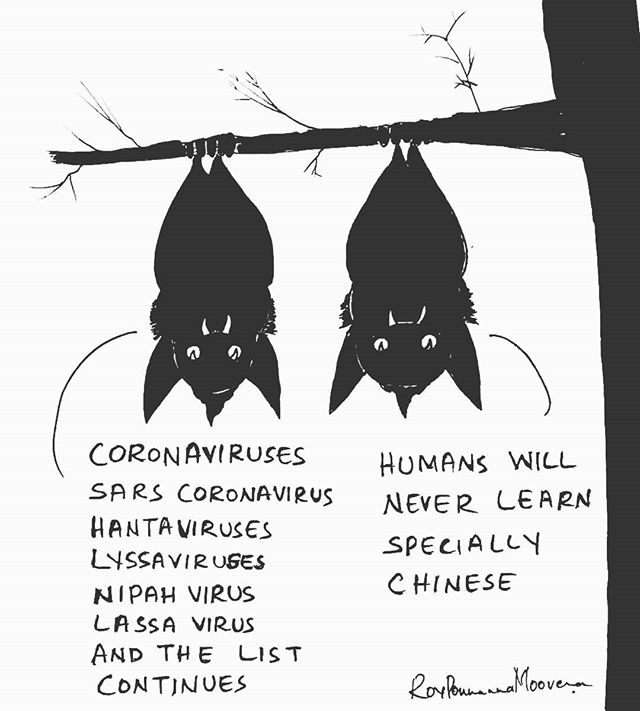 CORONAVIRUSES
SARS CORONAVIRUS
HANTAVIRUSES
LYSSAVIRUSES
NIPAH VIRUS
LASSA VIRUS
AND THE LIST
CONTINUES
HUMANS WILL
NEVER LEARN
SPECIALLY
CHINESE